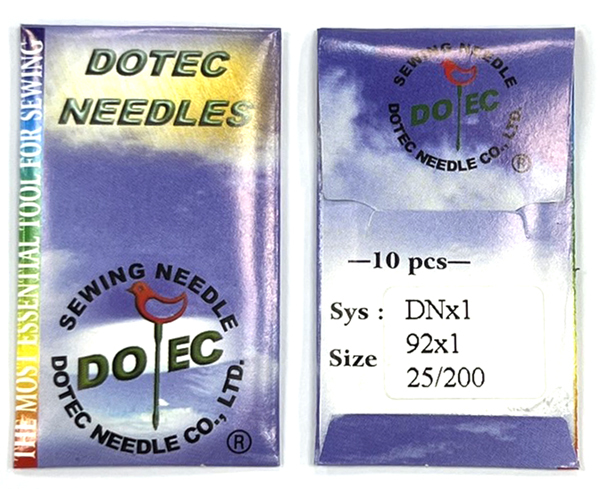 DOTEC
NEEDLES
THE MOST ESSENTIAL TOOL FOR SEWING
SEWING NEEDLE
DOTEC
DOTEC NEEDLE CO., LTD.
®
SEWING NEEDLE
DOTEC
DOTEC NEEDLE CO., LTD.
®
—10 pcs—
Sys : DNx1
Size 92x1
25/200